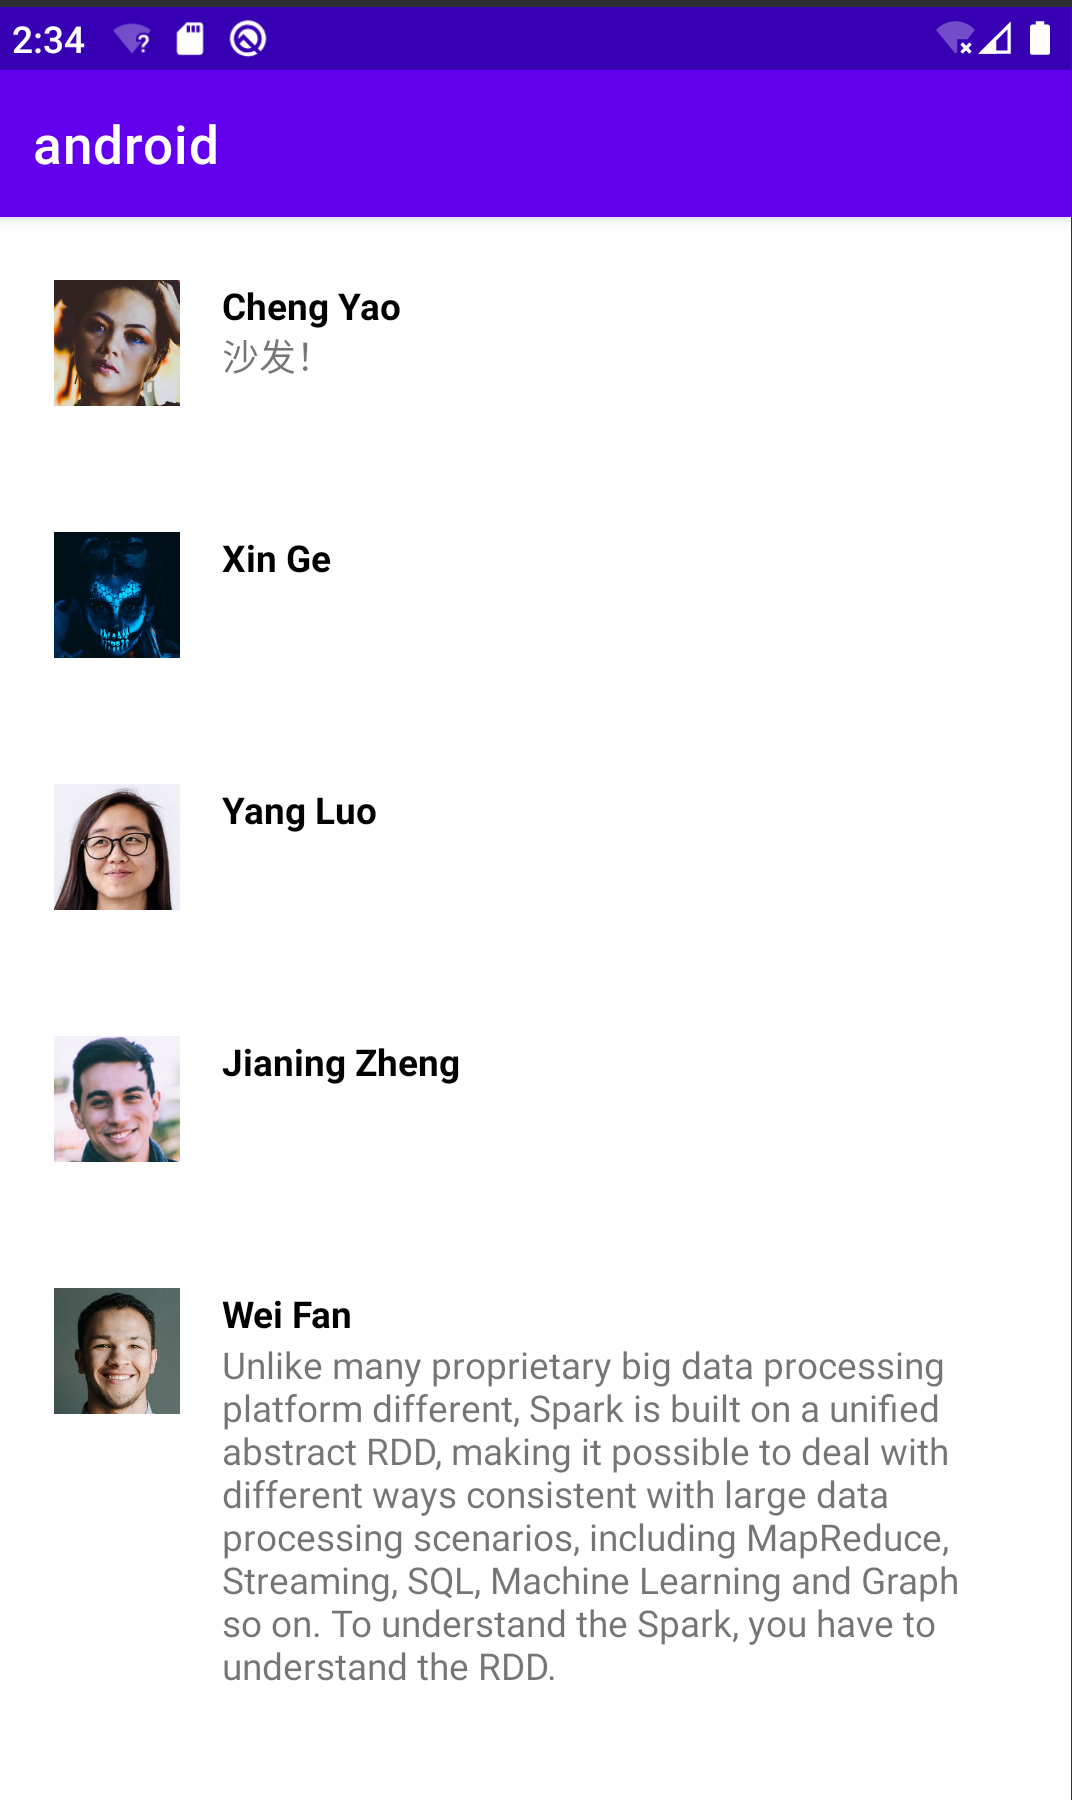 2:34
android
Cheng Yao
沙发！
Xin Ge
Yang Luo
Jianing Zheng
Wei Fan
Unlike many proprietary big data processing
platform different, Spark is built on a unified
abstract RDD, making it possible to deal with
different ways consistent with large data
processing scenarios, including MapReduce,
Streaming, SQL, Machine Learning and Graph
so on. To understand the Spark, you have to
understand the RDD.